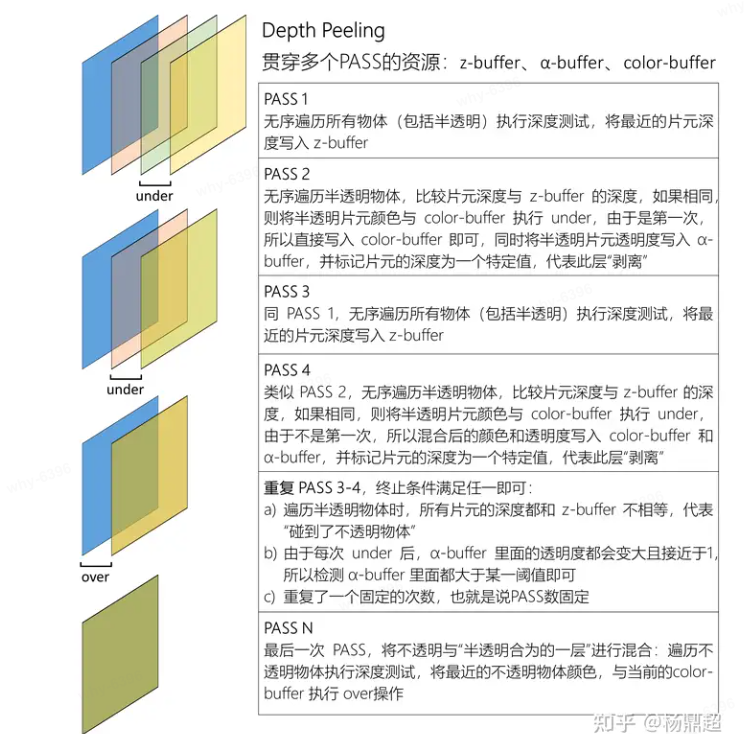 Depth Peeling
贯穿多个PASS的资源：z-buffer、α-buffer、color-buffer
PASS 1
无序遍历所有物体（包括半透明）执行深度测试，将最近的片元深
度写入 z-buffer
PASS 2
无序遍历半透明物体，比较片元深度与 z-buffer 的深度，如果相同，
则将半透明片元颜色与 color-buffer 执行 under，由于是第一次，
所以直接写入 color-buffer 即可，同时将半透明片元透明度写入 α-
buffer，并标记片元的深度为一个特定值，代表此层“剥离”
under
PASS 3
同 PASS 1，无序遍历所有物体（包括半透明）执行深度测试，将最
近的片元深度写入 z-buffer
PASS 4
类似 PASS 2，无序遍历半透明物体，比较片元深度与 z-buffer 的深
度，如果相同，则将半透明片元颜色与 color-buffer 执行 under，
由于不是第一次，所以混合后的颜色和透明度写入 color-buffer 和
α-buffer，并标记片元的深度为一个特定值，代表此层“剥离”
under
重复 PASS 3-4，终止条件满足任一即可：
a) 遍历半透明物体时，所有片元的深度都和 z-buffer 不相等，代表
“碰到了不透明物体”
b) 由于每次 under 后，α-buffer 里面的透明度都会变大且接近于1,
所以检测 α-buffer 里面都大于某一阈值即可
c) 重复了一个固定的次数，也就是说PASS数固定
over
PASS N
最后一次 PASS，将不透明与“半透明合为的一层”进行混合：遍历不
透明物体执行深度测试，将最近的不透明物体颜色，与当前的color-
buffer 执行 over操作
知乎 @杨鼎超
why-6396